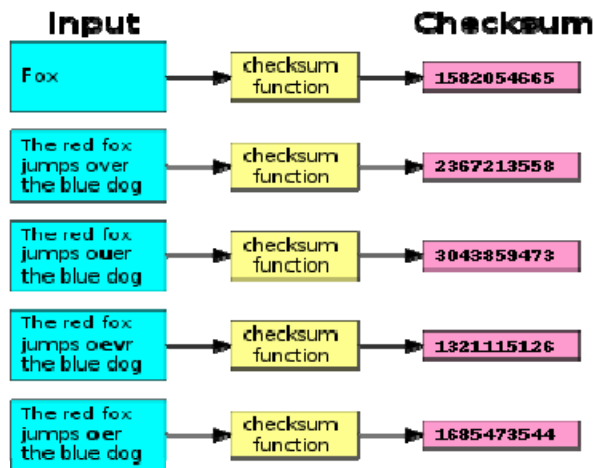 Input Checksum
Fox
checksum
function
1582054665
The red fox
jumps over
the blue dog
checksum
function
2367213558
The red fox
jumps ouer
the blue dog
checksum
function
3043859473
The red fox
jumps oevr
the blue dog
checksum
function
1321115126
The red fox
jumps oer
the blue dog
checksum
function
1685473544